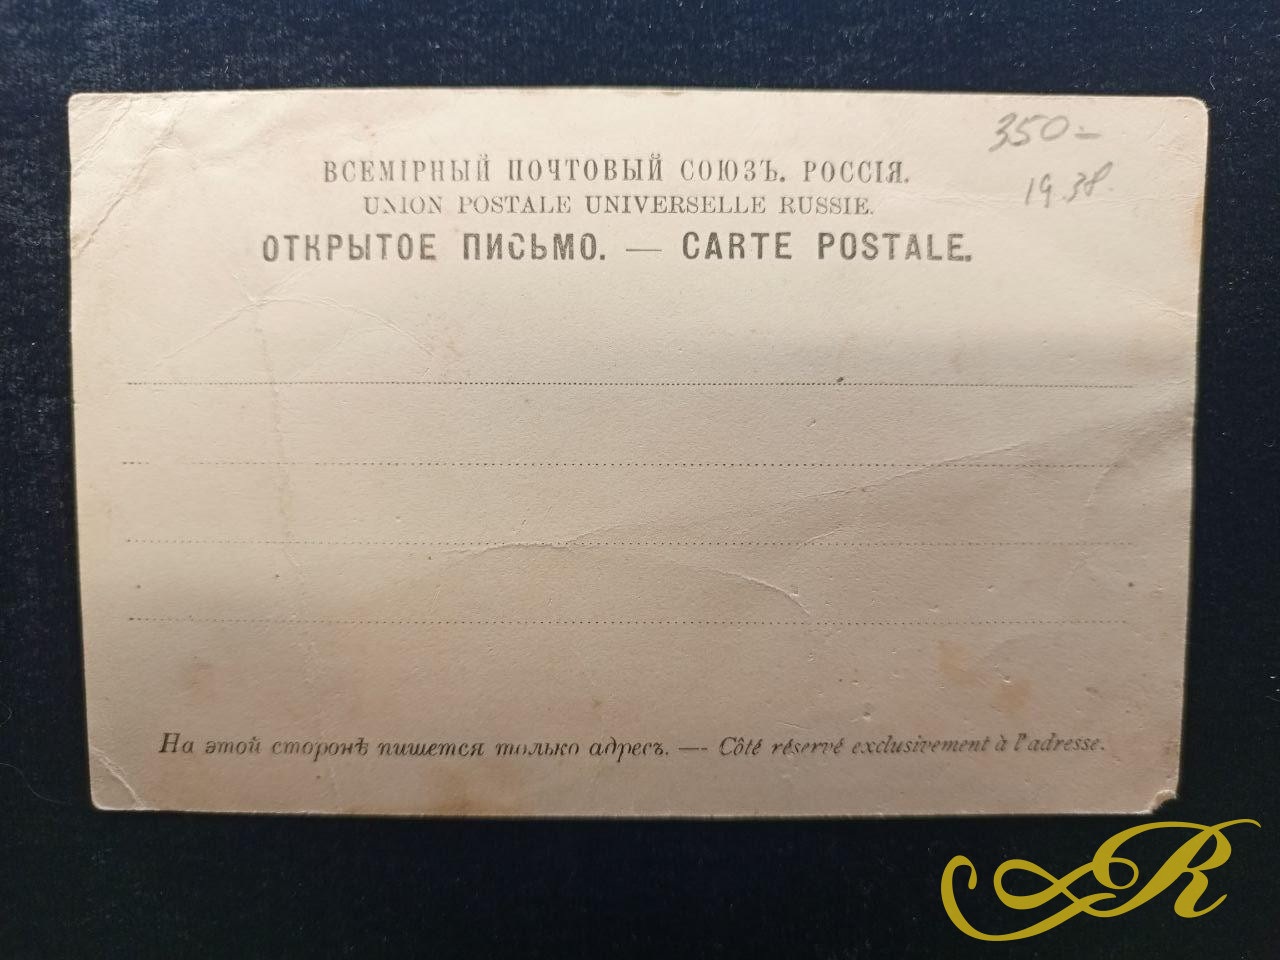 350 =
19.38.
ВСЕМІРНЫЙ ПОЧТОВЫЙ СОЮЗЪ. РОССІЯ.
UNION POSTALE UNIVERSELLE RUSSIE.
ОТКРЫТОЕ ПИСЬМО. — CARTE POSTALE.
На этой сторонѣ пишется только адресъ. — Côté réservé exclusivement à l'adresse.
R